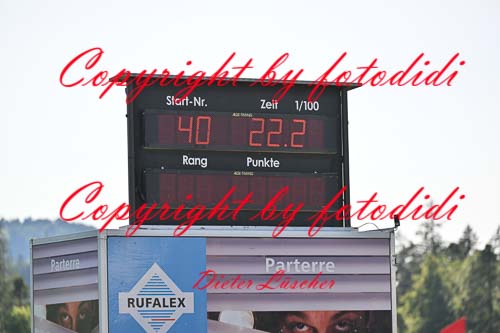 Copyright by fotodidi
Start-Nr. Zeit 1/100
40 22.2
Rang Punkte
Copyright by fotodidi
Parterre Parterre
RUFALEX
Dieter Lüscher